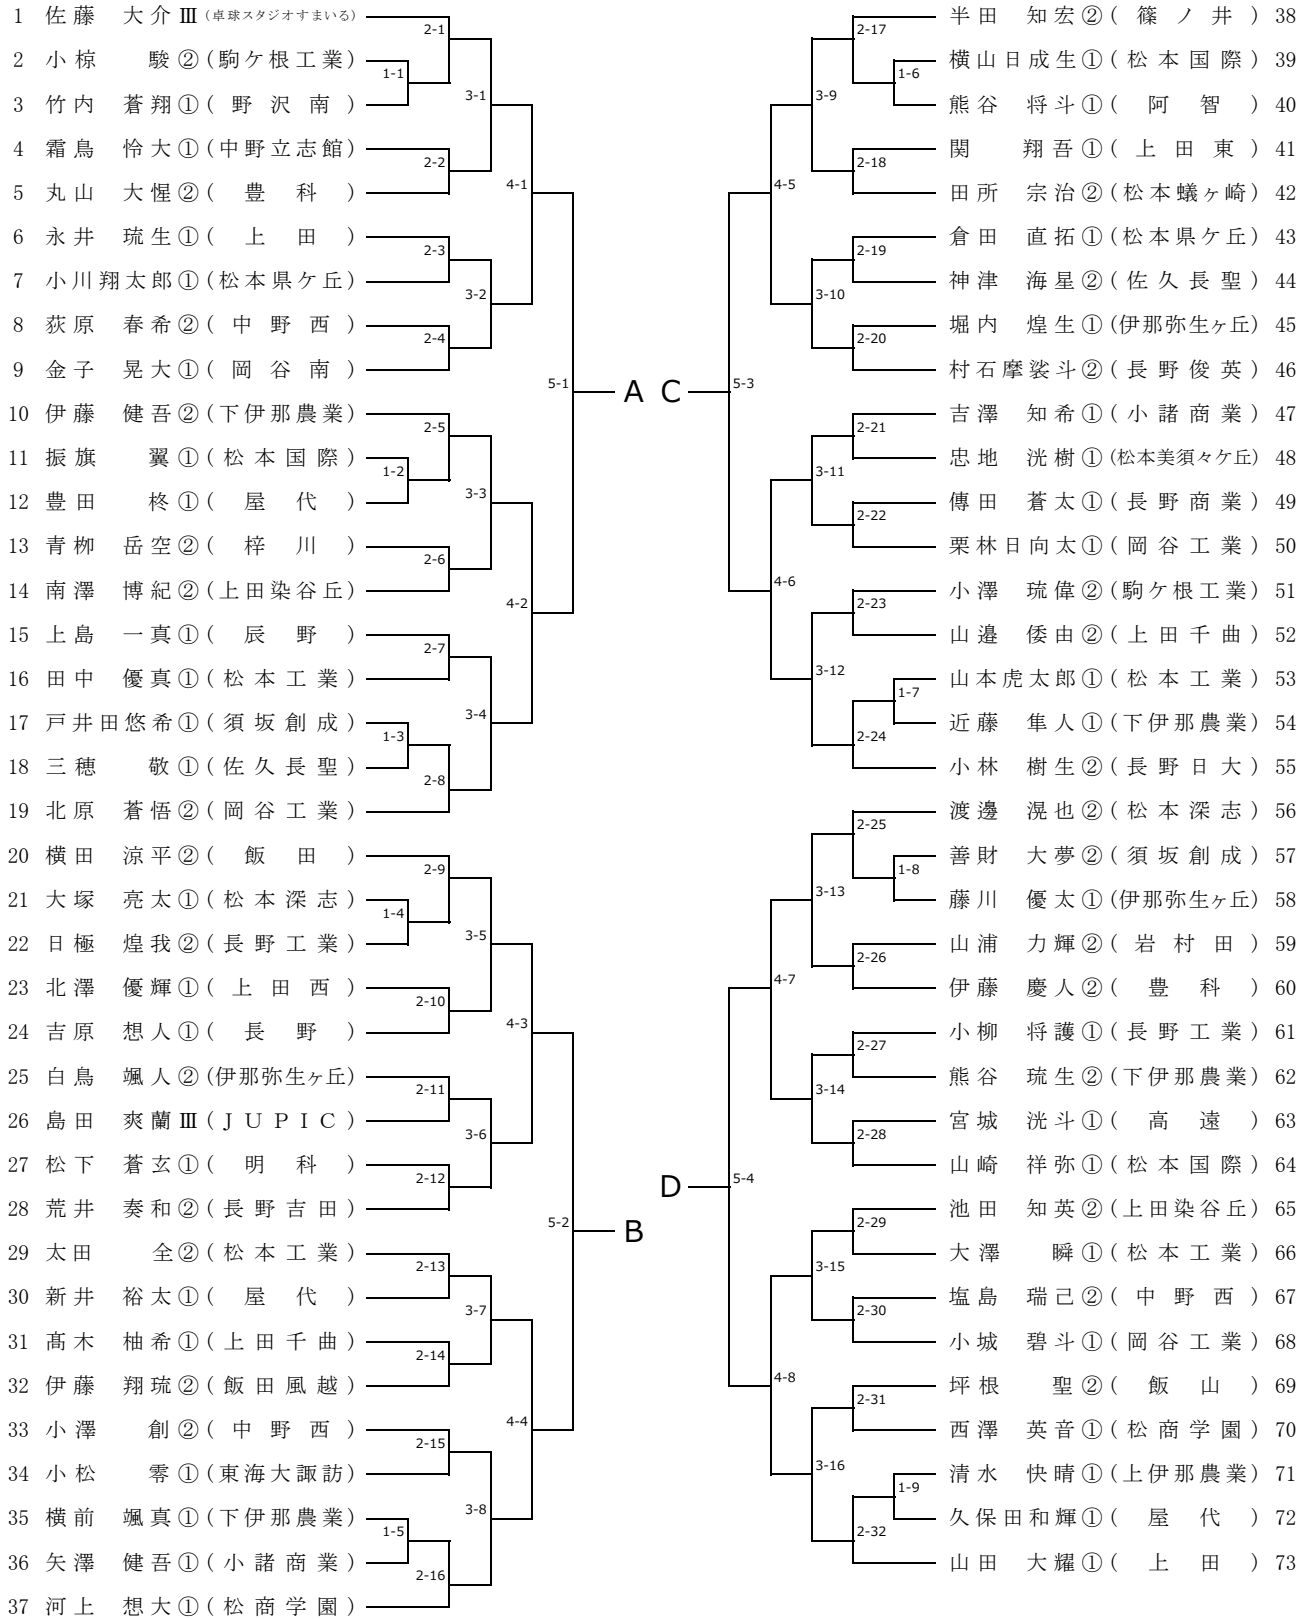 1 佐藤 大介Ⅲ(卓球スタジオすまいる)
2 小椋 駿②(駒ケ根工業)
3 竹内 蒼翔①(野沢南)
4 霜鳥 怜大①(中野立志館)
5 丸山 大惺②(豊科)
6 永井 琉生①(上田)
7 小川翔太郎①(松本県ケ丘)
8 荻原 春希②(中野西)
9 金子 晃大①(岡谷南)
10 伊藤 健吾②(下伊那農業)
11 振旗 翼①(松本国際)
12 豊田 柊①(屋代)
13 青栁 岳空②(梓川)
14 南澤 博紀②(上田染谷丘)
15 上島 一真①(辰野)
16 田中 優真①(松本工業)
17 戸井田悠希①(須坂創成)
18 三穂 敬①(佐久長聖)
19 北原 蒼悟②(岡谷工業)
20 横田 涼平②(飯田)
21 大塚 亮太①(松本深志)
22 日極 煌我②(長野工業)
23 北澤 優輝①(上田西)
24 吉原 想人①(長野)
25 白鳥 颯人②(伊那弥生ヶ丘)
26 島田 爽蘭Ⅲ(JUPIC)
27 松下 蒼玄①(明科)
28 荒井 奏和②(長野吉田)
29 太田 全②(松本工業)
30 新井 裕太①(屋代)
31 髙木 柚希①(上田千曲)
32 伊藤 翔琉②(飯田風越)
33 小澤 創②(中野西)
34 小松 零①(東海大諏訪)
35 横前 颯真①(下伊那農業)
36 矢澤 健吾①(小諸商業)
37 河上 想大①(松商学園)
1-1
1-2
1-3
1-4
1-5
2-1
2-2
2-3
2-4
2-5
2-6
2-7
2-8
2-9
2-10
2-11
2-12
2-13
2-14
2-15
2-16
3-1
3-2
3-3
3-4
3-5
3-6
3-7
3-8
4-1
4-2
4-3
4-4
5-1
5-2
A
B
C
D
5-3
5-4
4-5
4-6
4-7
4-8
3-9
3-10
3-11
3-12
3-13
3-14
3-15
3-16
2-17
2-18
2-19
2-20
2-21
2-22
2-23
2-24
2-25
2-26
2-27
2-28
2-29
2-30
2-31
2-32
1-6
1-7
1-8
1-9
半田 知宏②(篠ノ井) 38
横山日成生①(松本国際) 39
熊谷 将斗①(阿智) 40
関 翔吾①(上田東) 41
田所 宗治②(松本蟻ヶ崎) 42
倉田 直拓①(松本県ケ丘) 43
神津 海星②(佐久長聖) 44
堀内 煌生①(伊那弥生ヶ丘) 45
村石摩裟斗②(長野俊英) 46
吉澤 知希①(小諸商業) 47
忠地 洸樹①(松本美須々ケ丘) 48
傳田 蒼太①(長野商業) 49
栗林日向太①(岡谷工業) 50
小澤 琉偉②(駒ケ根工業) 51
山邉 倭由②(上田千曲) 52
山本虎太郎①(松本工業) 53
近藤 隼人①(下伊那農業) 54
小林 樹生②(長野日大) 55
渡邊 滉也②(松本深志) 56
善財 大夢②(須坂創成) 57
藤川 優太①(伊那弥生ヶ丘) 58
山浦 力輝②(岩村田) 59
伊藤 慶人②(豊科) 60
小柳 将護①(長野工業) 61
熊谷 琉生②(下伊那農業) 62
宮城 洸斗①(高遠) 63
山崎 祥弥①(松本国際) 64
池田 知英②(上田染谷丘) 65
大澤 瞬①(松本工業) 66
塩島 瑞己②(中野西) 67
小城 碧斗①(岡谷工業) 68
坪根 聖②(飯山) 69
西澤 英音①(松商学園) 70
清水 快晴①(上伊那農業) 71
久保田和輝①(屋代) 72
山田 大耀①(上田) 73